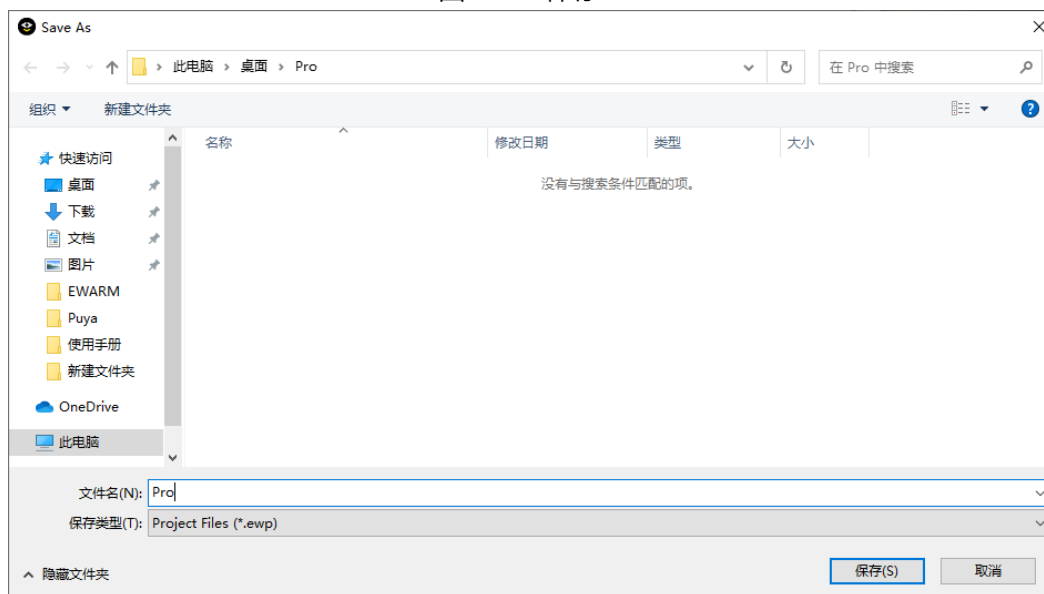 Save As
此电脑 › 桌面 › Pro
在 Pro 中搜索
组织
新建文件夹
名称
修改日期
类型
大小
没有与搜索条件匹配的项。
快速访问
桌面
下载
文档
图片
EWARM
Puya
使用手册
新建文件夹
OneDrive
此电脑
文件名(N): Pro
保存类型(T): Project Files (*.ewp)
隐藏文件夹
保存(S)
取消